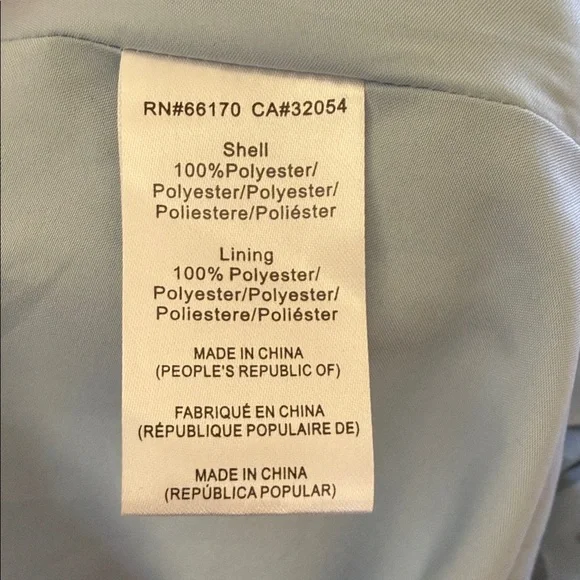 RN#66170 CA#32054
Shell
100%Polyester/
Polyester/Polyester/
Poliestere/Poliéster
Lining
100% Polyester/
Polyester/Polyester/
Poliestere/Poliéster
MADE IN CHINA
(PEOPLE'S REPUBLIC OF)
FABRIQUÉ EN CHINA
(RÉPUBLIQUE POPULAIRE DE)
MADE IN CHINA
(REPÚBLICA POPULAR)